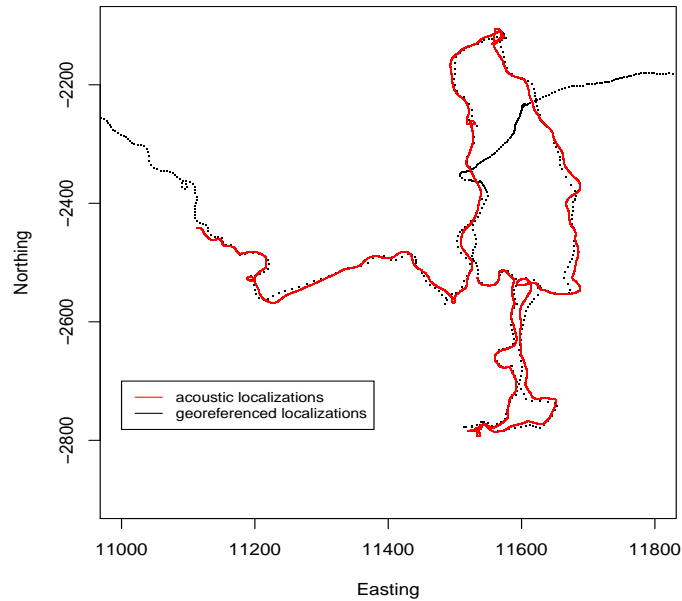 -2200
-2400
-2600
-2800
Northing
acoustic localizations
georeferenced localizations
11000 11200 11400 11600 11800
Easting